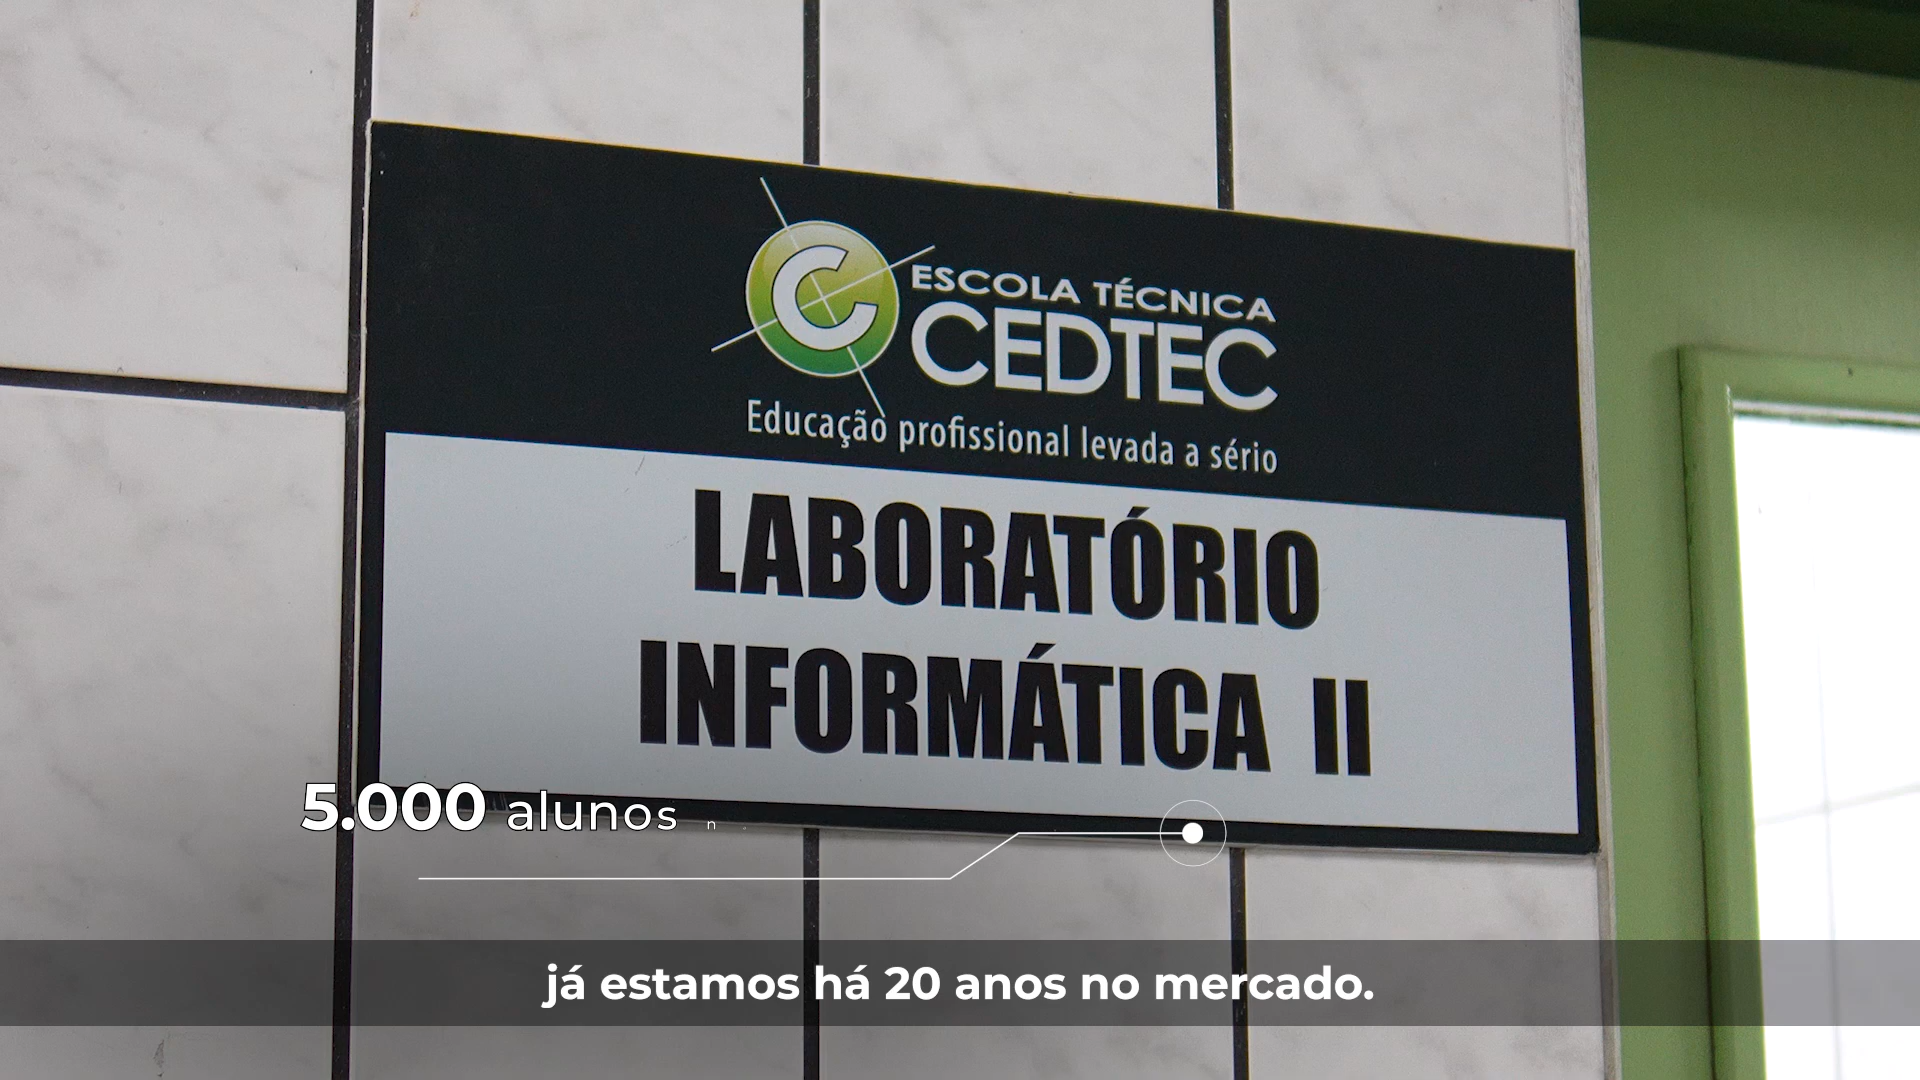 ESCOLA TÉCNICA
CEDTEC
Educação profissional levada a sério
LABORATÓRIO
INFORMÁTICA II
5.000 alunos n
já estamos há 20 anos no mercado.